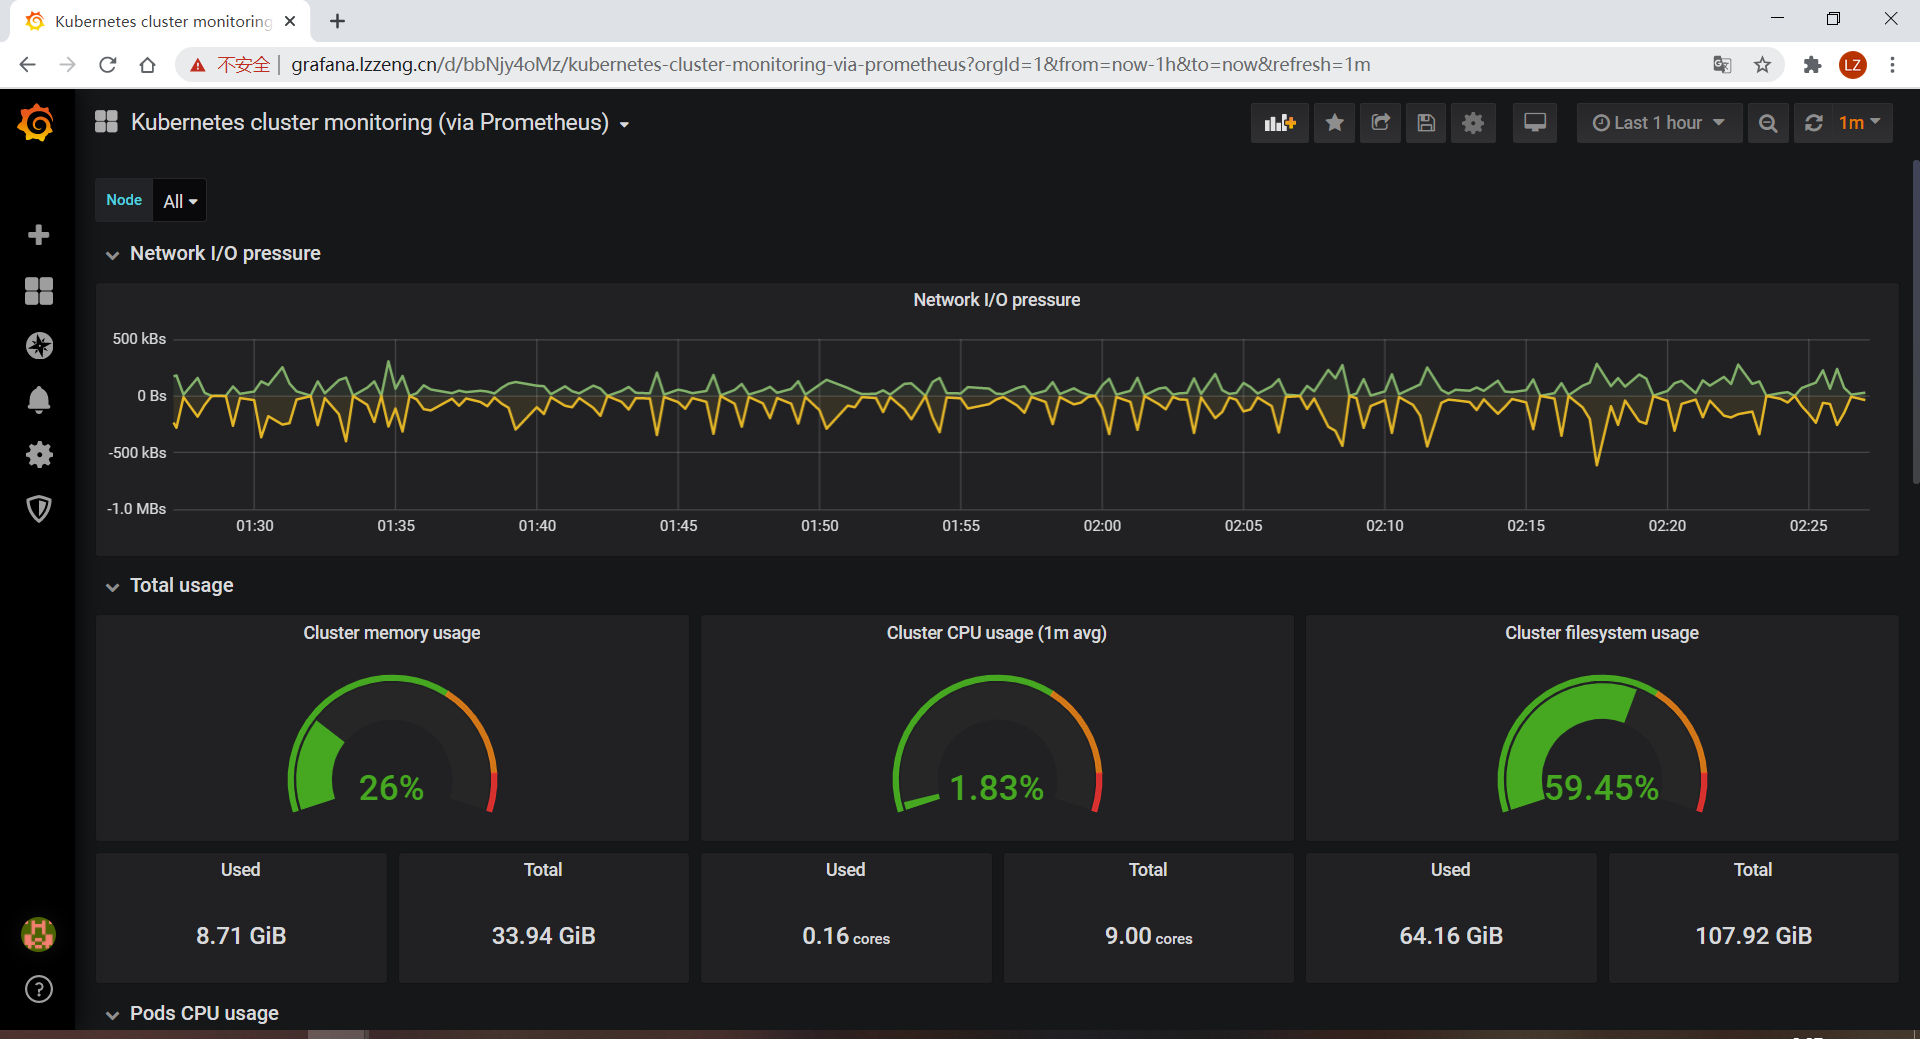 Kubernetes cluster monitoring
不安全
grafana.lzzeng.cn/d/bbNjy4oMz/kubernetes-cluster-monitoring-via-prometheus?orgId=1&from=now-1h&to=now&refresh=1m
LZ
Kubernetes cluster monitoring (via Prometheus)
Last 1 hour
1m
Node All
Network I/O pressure
Network I/O pressure
500 kBs
0 Bs
-500 kBs
-1.0 MBs
01:30 01:35 01:40 01:45 01:50 01:55 02:00 02:05 02:10 02:15 02:20 02:25
Total usage
Cluster memory usage
26%
Cluster CPU usage (1m avg)
1.83%
Cluster filesystem usage
59.45%
Used
8.71 GiB
Total
33.94 GiB
Used
0.16 cores
Total
9.00 cores
Used
64.16 GiB
Total
107.92 GiB
Pods CPU usage